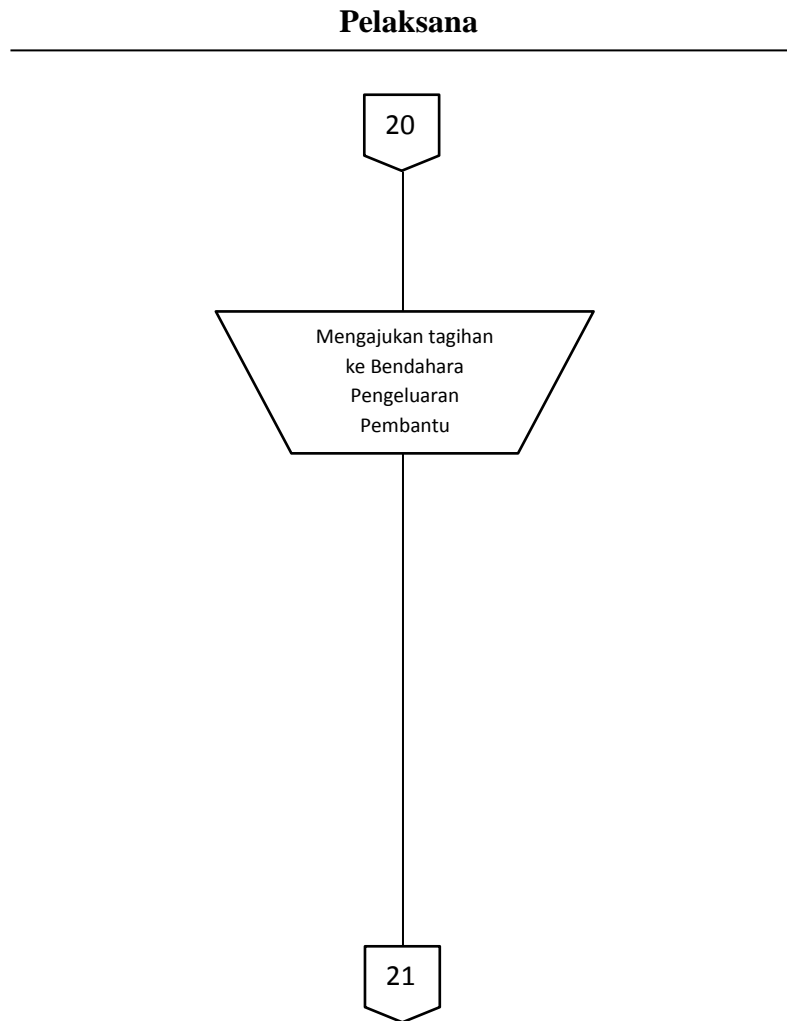 Pelaksana
20
Mengajukan tagihan
ke Bendahara
Pengeluaran
Pembantu
21